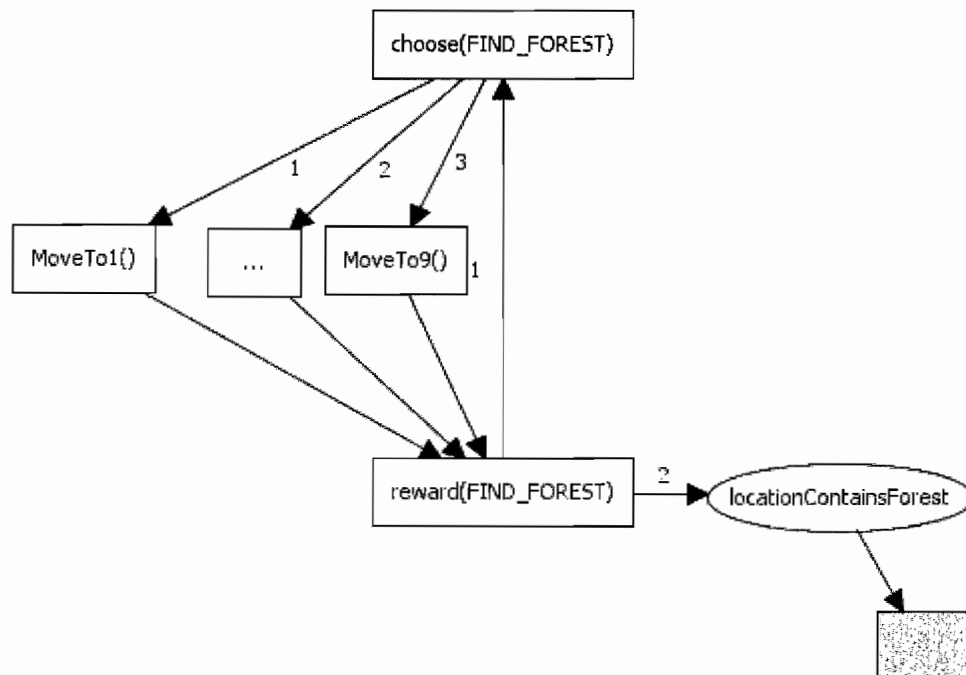 choose(FIND_FOREST)
1
2
3
MoveTo1()
...
MoveTo9()
1
reward(FIND_FOREST)
2
locationContainsForest